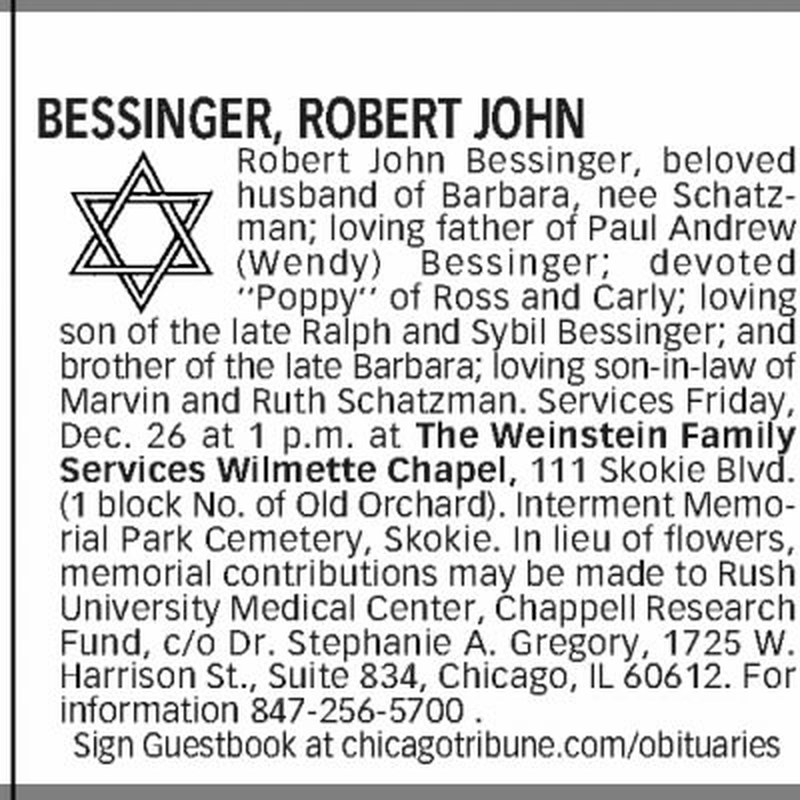 BESSINGER, ROBERT JOHN
Robert John Bessinger, beloved
husband of Barbara, nee Schatz-
man; loving father of Paul Andrew
(Wendy) Bessinger; devoted
"Poppy" of Ross and Carly; loving
son of the late Ralph and Sybil Bessinger; and
brother of the late Barbara; loving son-in-law of
Marvin and Ruth Schatzman. Services Friday,
Dec. 26 at 1 p.m. at The Weinstein Family
Services Wilmette Chapel, 111 Skokie Blvd.
(1 block No. of Old Orchard). Interment Memo-
rial Park Cemetery, Skokie. In lieu of flowers,
memorial contributions may be made to Rush
University Medical Center, Chappell Research
Fund, c/o Dr. Stephanie A. Gregory, 1725 W.
Harrison St., Suite 834, Chicago, IL 60612. For
information 847-256-5700 .
Sign Guestbook at chicagotribune.com/obituaries